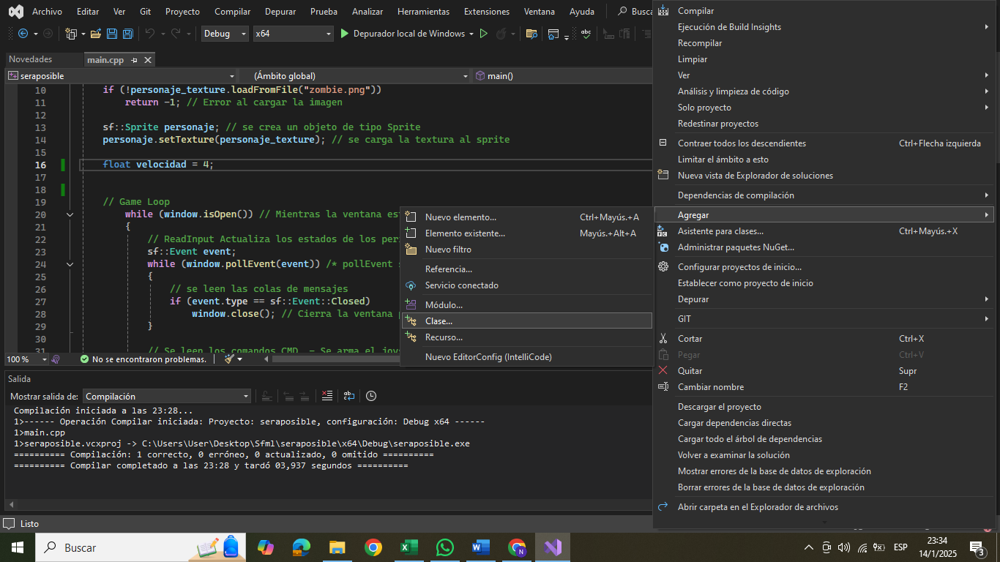 Archivo Editar Ver Git Proyecto Compilar Depurar Prueba Analizar Herramientas Extensiones Ventana Ayuda Busca
Debug x64 Depurador local de Windows
Novedades main.cpp
seraposible (Ámbito global) main()
10 if (!personaje_texture.loadFromFile("zombie.png"))
11 return -1; // Error al cargar la imagen
12
13 sf::Sprite personaje; // se crea un objeto de tipo Sprite
14 personaje.setTexture(personaje_texture); // se carga la textura al sprite
15
16 float velocidad = 4;
17
18
19 // Game Loop
20 while (window.isOpen()) // Mientras la ventana es
21 {
22 // ReadInput Actualiza los estados de los per
23 sf::Event event;
24 while (window.pollEvent(event)) /* pollEvent
25 {
26 // se leen las colas de mensajes
27 if (event.type == sf::Event::Closed)
28 window.close(); // Cierra la ventana
29 }
30
31 // Se leen los comandos CMD - Se arma el joy
100 % No se encontraron problemas.
Salida
Mostrar salida de: Compilación
Compilación iniciada a las 23:28...
1>------ Operación Compilar iniciada: Proyecto: seraposible, configuración: Debug x64 ------
1>main.cpp
1>seraposible.vcxproj -> C:\Users\User\Desktop\Sfml\seraposible\x64\Debug\seraposible.exe
========== Compilación: 1 correcto, 0 erróneo, 0 actualizado, 0 omitido ==========
========== Compilar completado a las 23:28 y tardó 03,937 segundos ==========
Listo
Nuevo elemento... Ctrl+Mayús.+A
Elemento existente... Mayús.+Alt+A
Nuevo filtro
Referencia...
Servicio conectado
Módulo...
Clase...
Recurso...
Nuevo EditorConfig (IntelliCode)
Compilar
Ejecución de Build Insights
Recompilar
Limpiar
Ver
Análisis y limpieza de código
Solo proyecto
Redestinar proyectos
Contraer todos los descendientes Ctrl+Flecha izquierda
Limitar el ámbito a esto
Nueva vista de Explorador de soluciones
Dependencias de compilación
Agregar
Asistente para clases... Ctrl+Mayús.+X
Administrar paquetes NuGet...
Configurar proyectos de inicio...
Establecer como proyecto de inicio
Depurar
GIT
Cortar Ctrl+X
Pegar Ctrl+V
Quitar Supr
Cambiar nombre F2
Descargar el proyecto
Cargar dependencias directas
Cargar todo el árbol de dependencias
Volver a examinar la solución
Mostrar errores de la base de datos de exploración
Borrar errores de la base de datos de exploración
Abrir carpeta en el Explorador de archivos
Buscar
ESP
23:34
14/1/2025
3